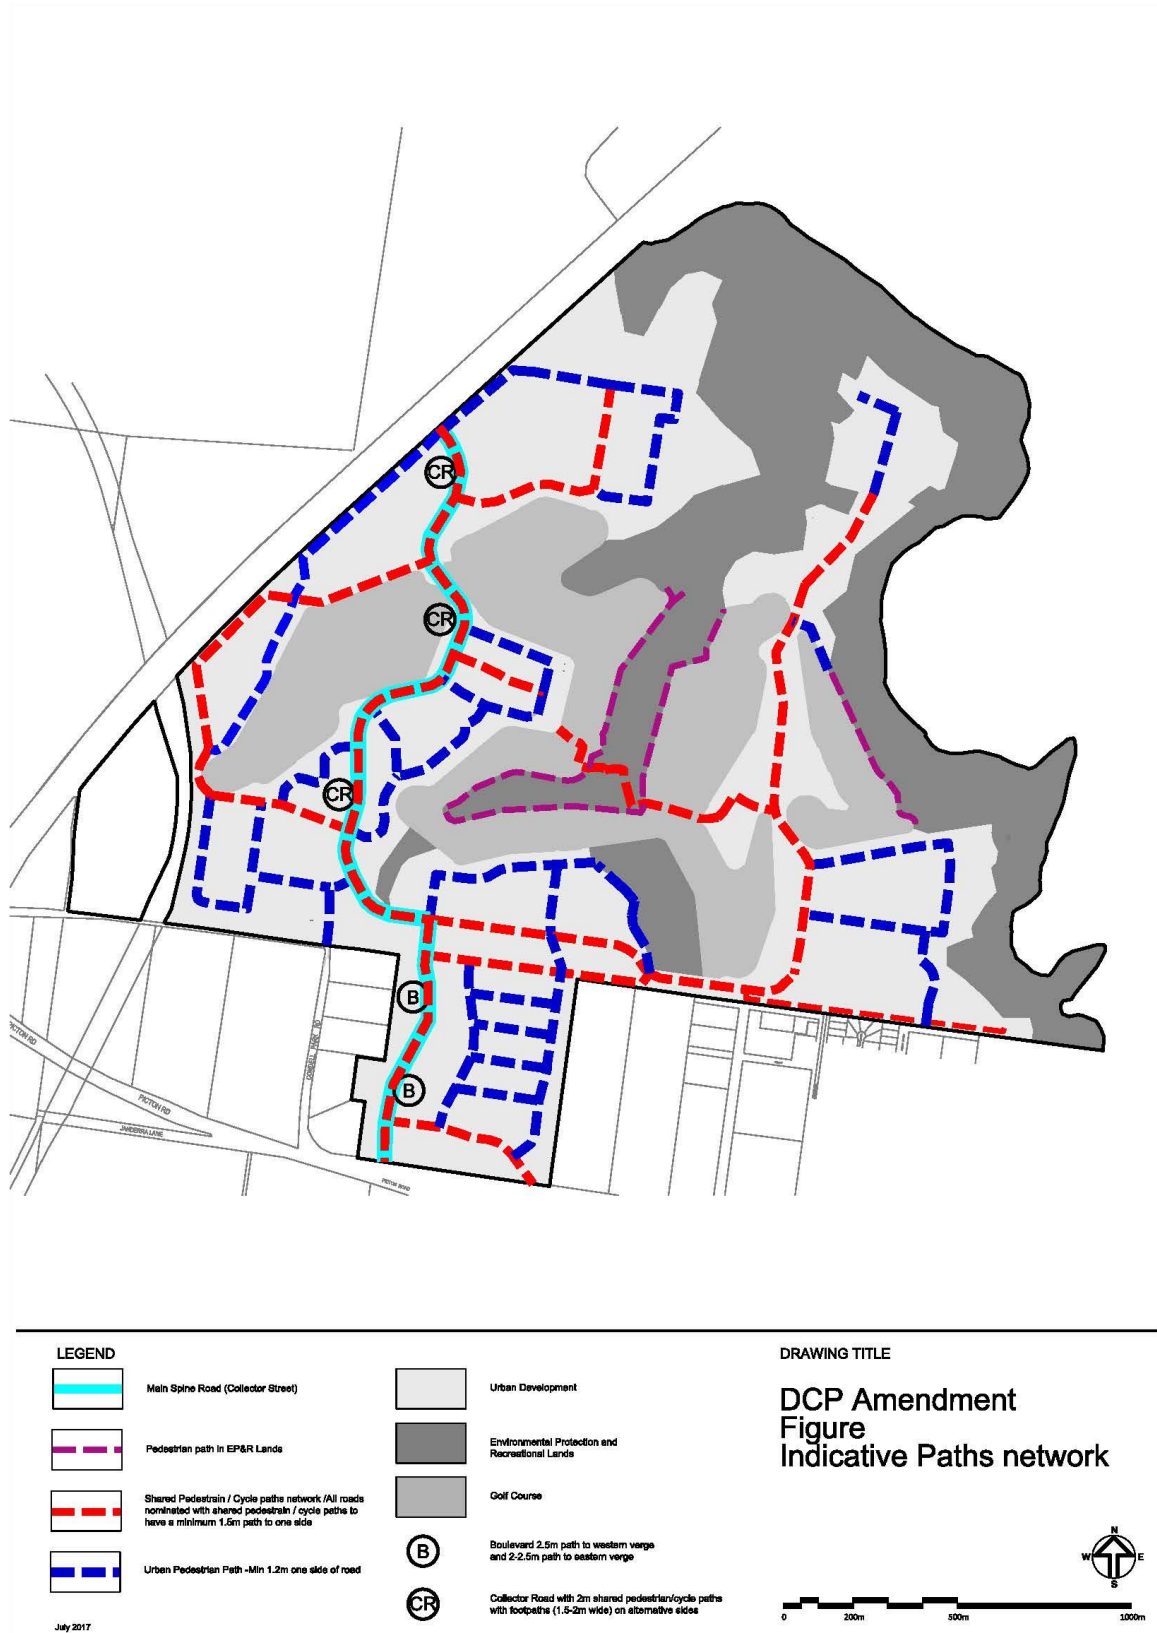 CR
CR
CR
B
B
PICTON RD
PICTON RD
JANDERRA LANE
CONDELL PARK RD
PICTON ROAD
LEGEND
Main Spine Road (Collector Street)
Pedestrian path in EP&R Lands
Shared Pedestrain / Cycle paths network /All roads
nominated with shared pedestrain / cycle paths to
have a minimum 1.5m path to one side
Urban Pedestrian Path -Min 1.2m one side of road
July 2017
Urban Development
Environmental Protection and
Recreational Lands
Golf Course
B
Boulevard 2.5m path to western verge
and 2-2.5m path to eastern verge
CR
Collector Road with 2m shared pedestrian/cycle paths
with footpaths (1.5-2m wide) on alternative sides
DRAWING TITLE
DCP Amendment
Figure
Indicative Paths network
N
W E
S
0 200m 500m 1000m